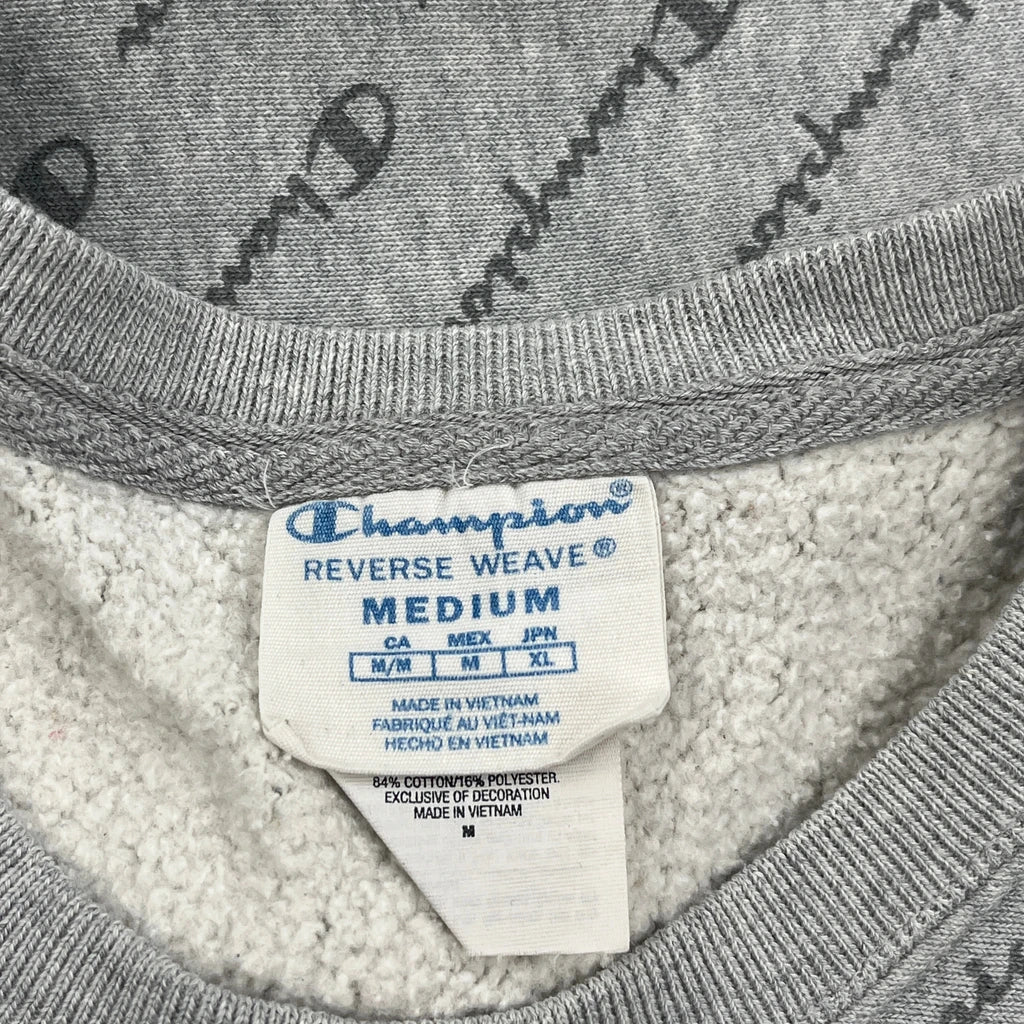 Champion®
REVERSE WEAVE®
MEDIUM
CA MEX JPN
M/M M XL
MADE IN VIETNAM
FABRIQUÉ AU VIÊT-NAM
HECHO EN VIETNAM
84% COTTON/16% POLYESTER.
EXCLUSIVE OF DECORATION
MADE IN VIETNAM
M